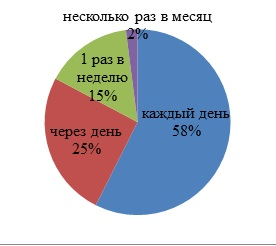 несколько раз в месяц
2%
1 раз в
неделю
15%
каждый день
58%
через день
25%